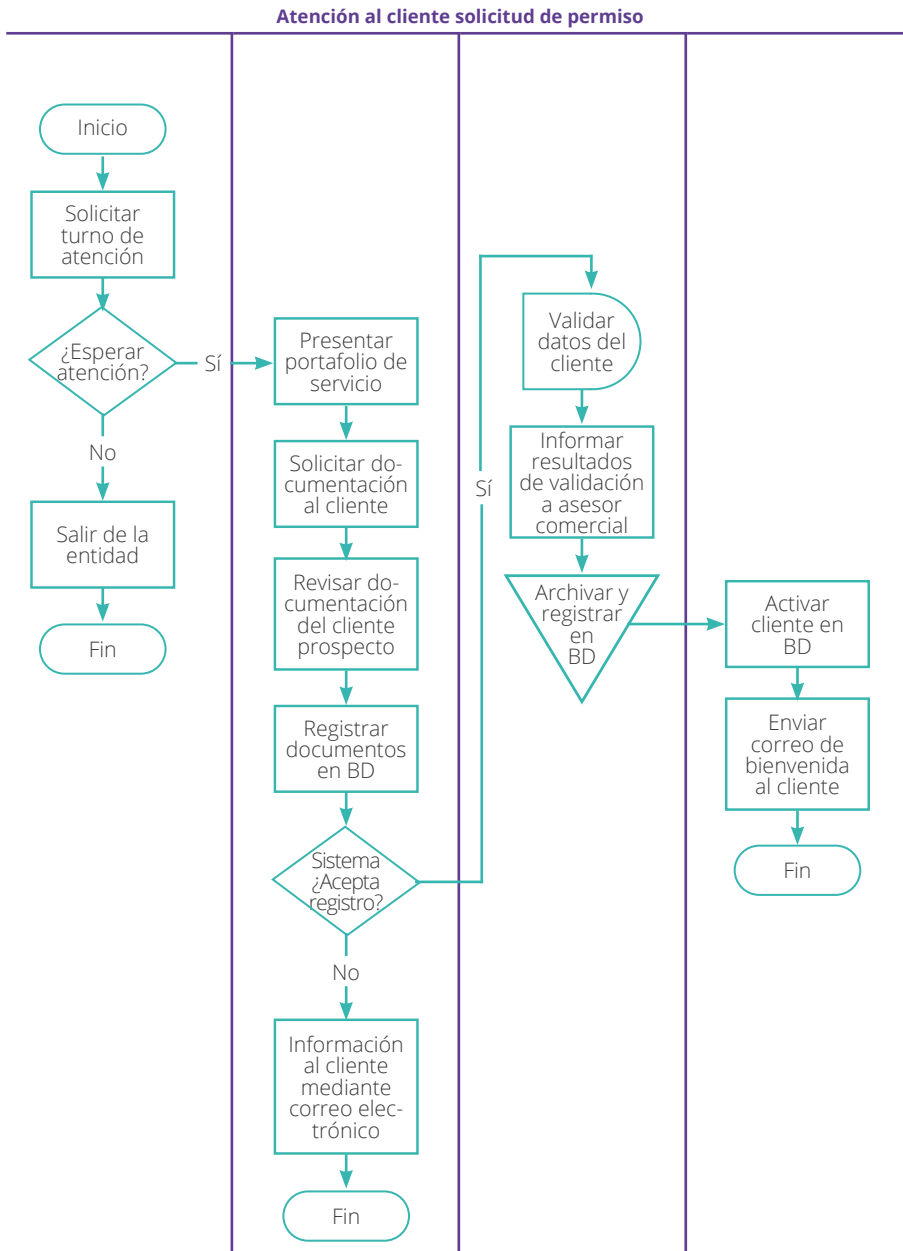 Atención al cliente solicitud de permiso
Inicio
Solicitar
turno de
atención
¿Esperar
atención?
Sí
No
Salir de la
entidad
Fin
Presentar
portafolio de
servicio
Solicitar do-
cumentación
al cliente
Revisar do-
cumentación
del cliente
prospecto
Registrar
documentos
en BD
Sistema
¿Acepta
registro?
Sí
No
Información
al cliente
mediante
correo elec-
trónico
Fin
Validar
datos del
cliente
Informar
resultados
de validación
a asesor
comercial
Archivar y
registrar
en
BD
Activar
cliente en
BD
Enviar
correo de
bienvenida
al cliente
Fin